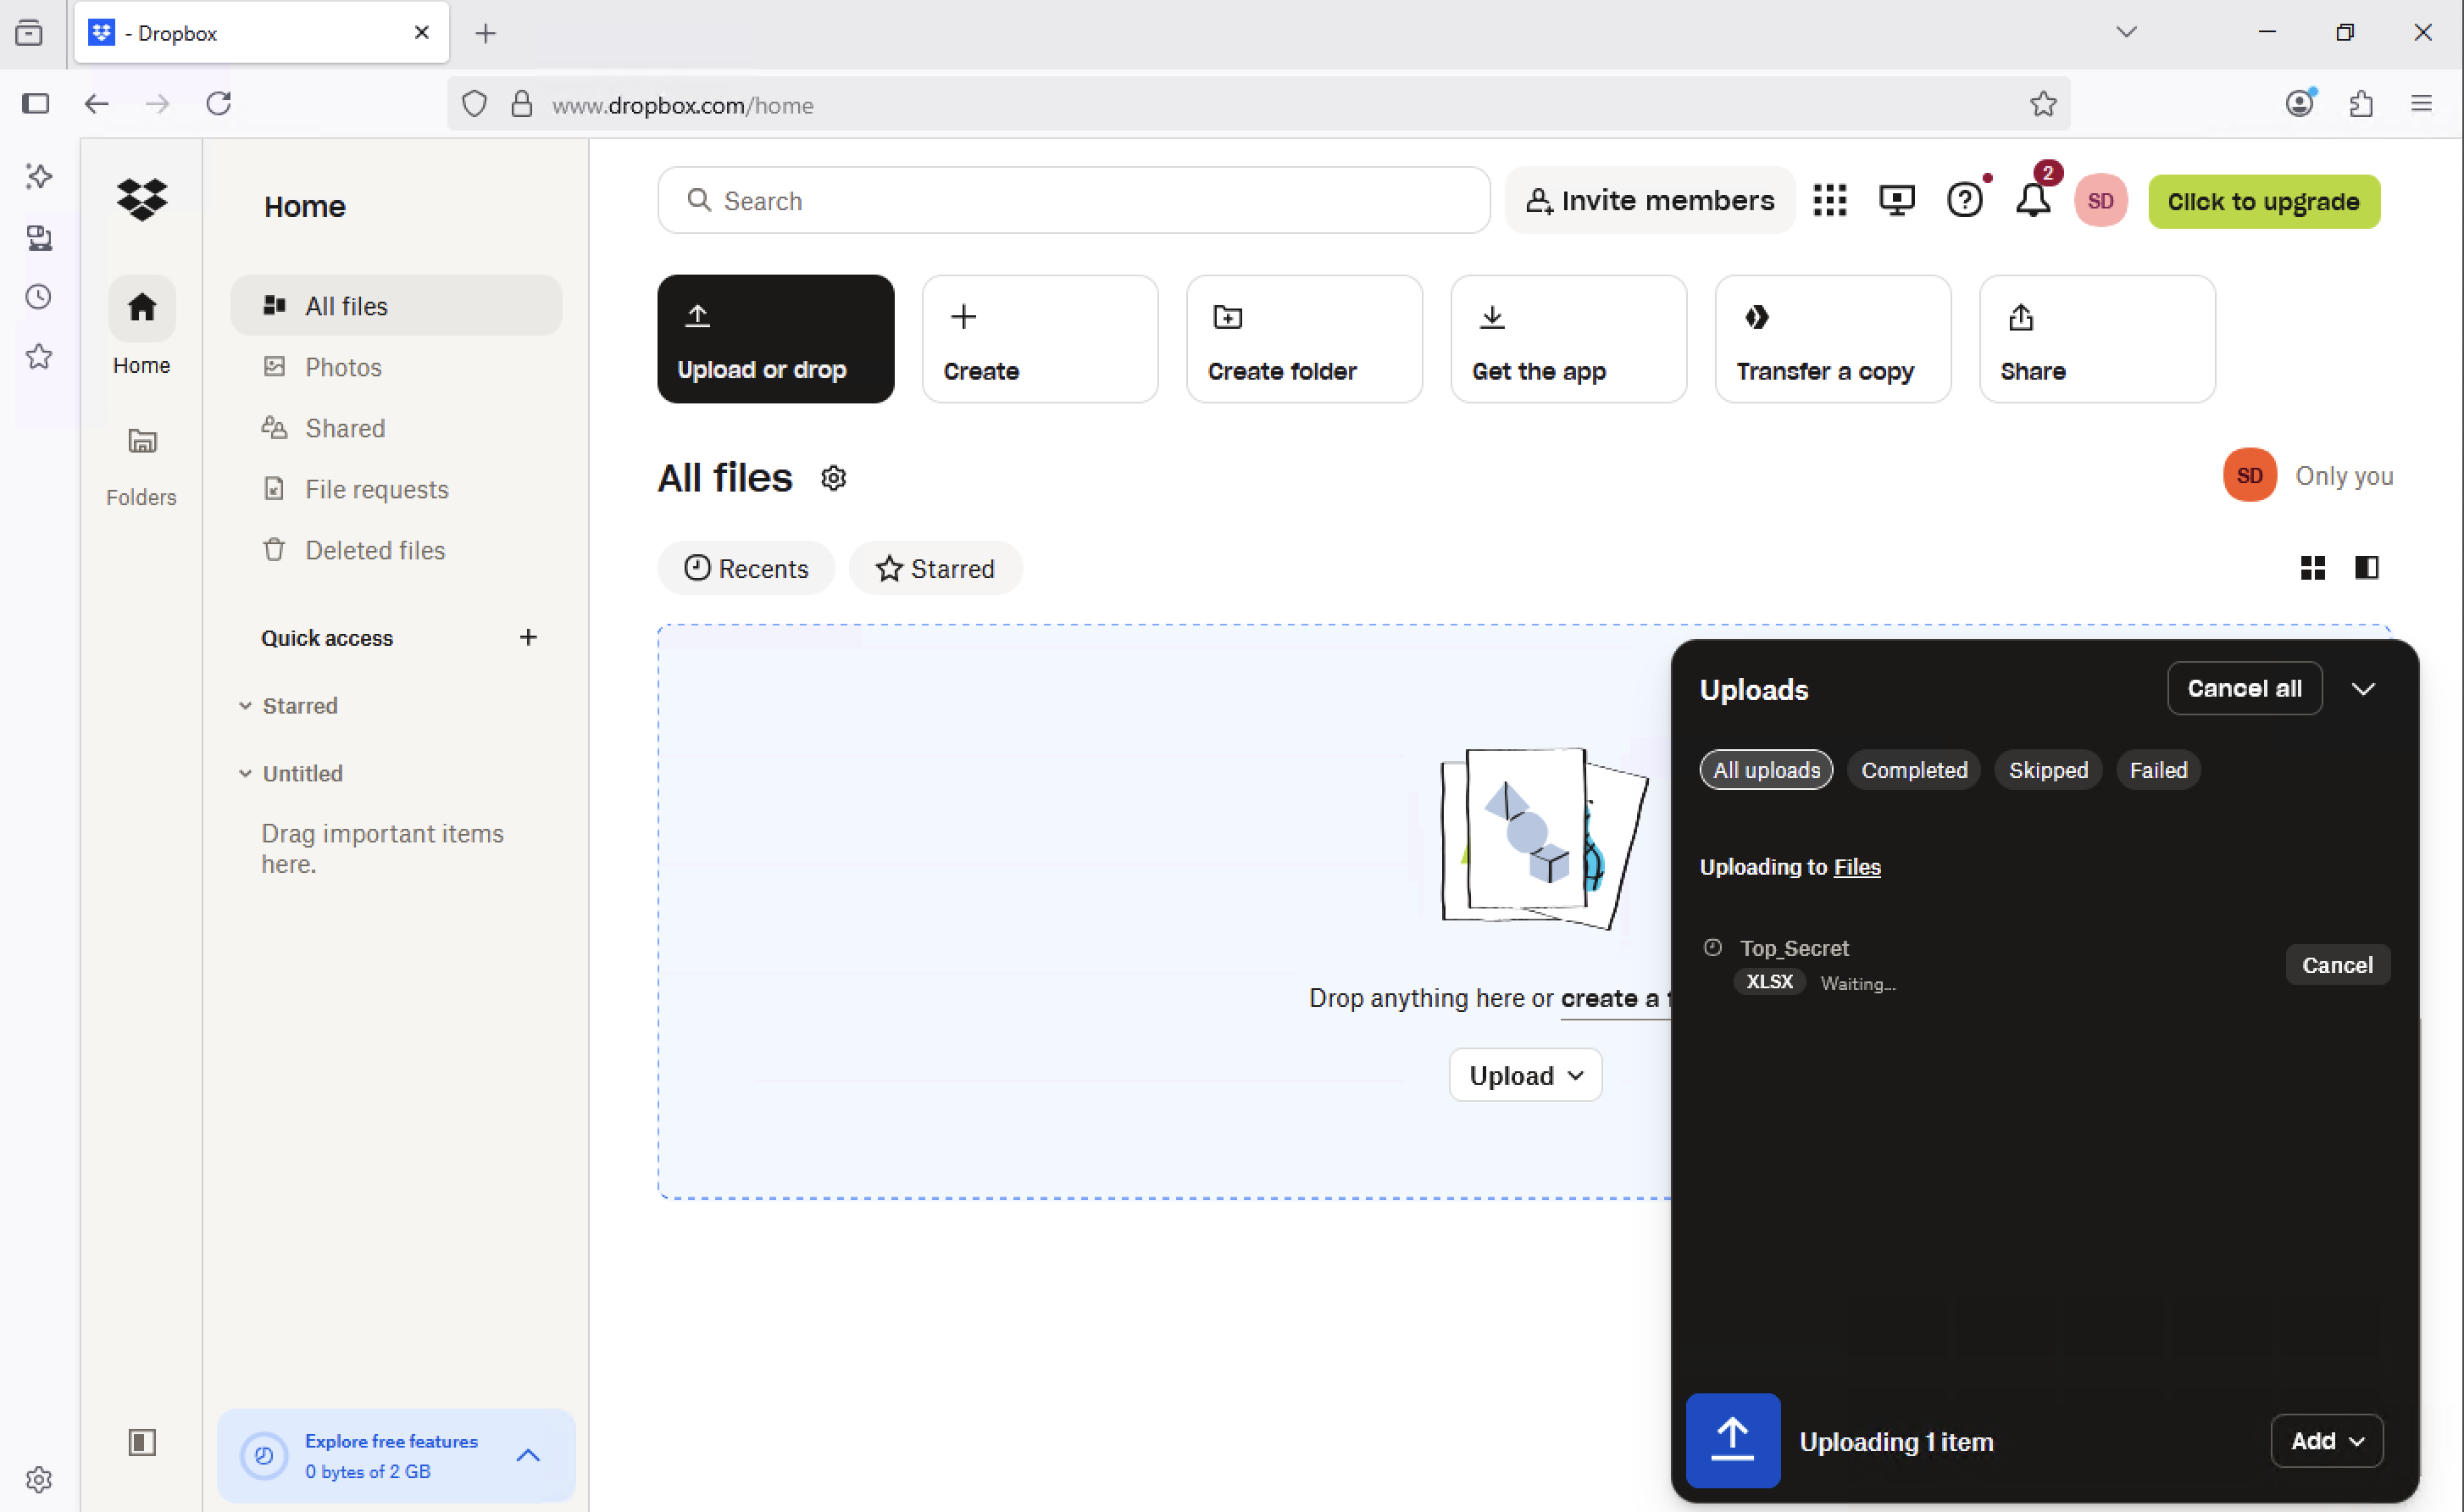 - Dropbox
www.dropbox.com/home
Home
Folders
Home
All files
Photos
Shared
File requests
Deleted files
Quick access
Starred
Untitled
Drag important items
here.
Explore free features
0 bytes of 2 GB
Search
Invite members
2
SD
Click to upgrade
Upload or drop
Create
Create folder
Get the app
Transfer a copy
Share
All files
SD
Only you
Recents
Starred
Drop anything here or create a
Upload
Uploads
Cancel all
All uploads
Completed
Skipped
Failed
Uploading to Files
Top_Secret
XLSX
Waiting...
Cancel
Uploading 1 item
Add